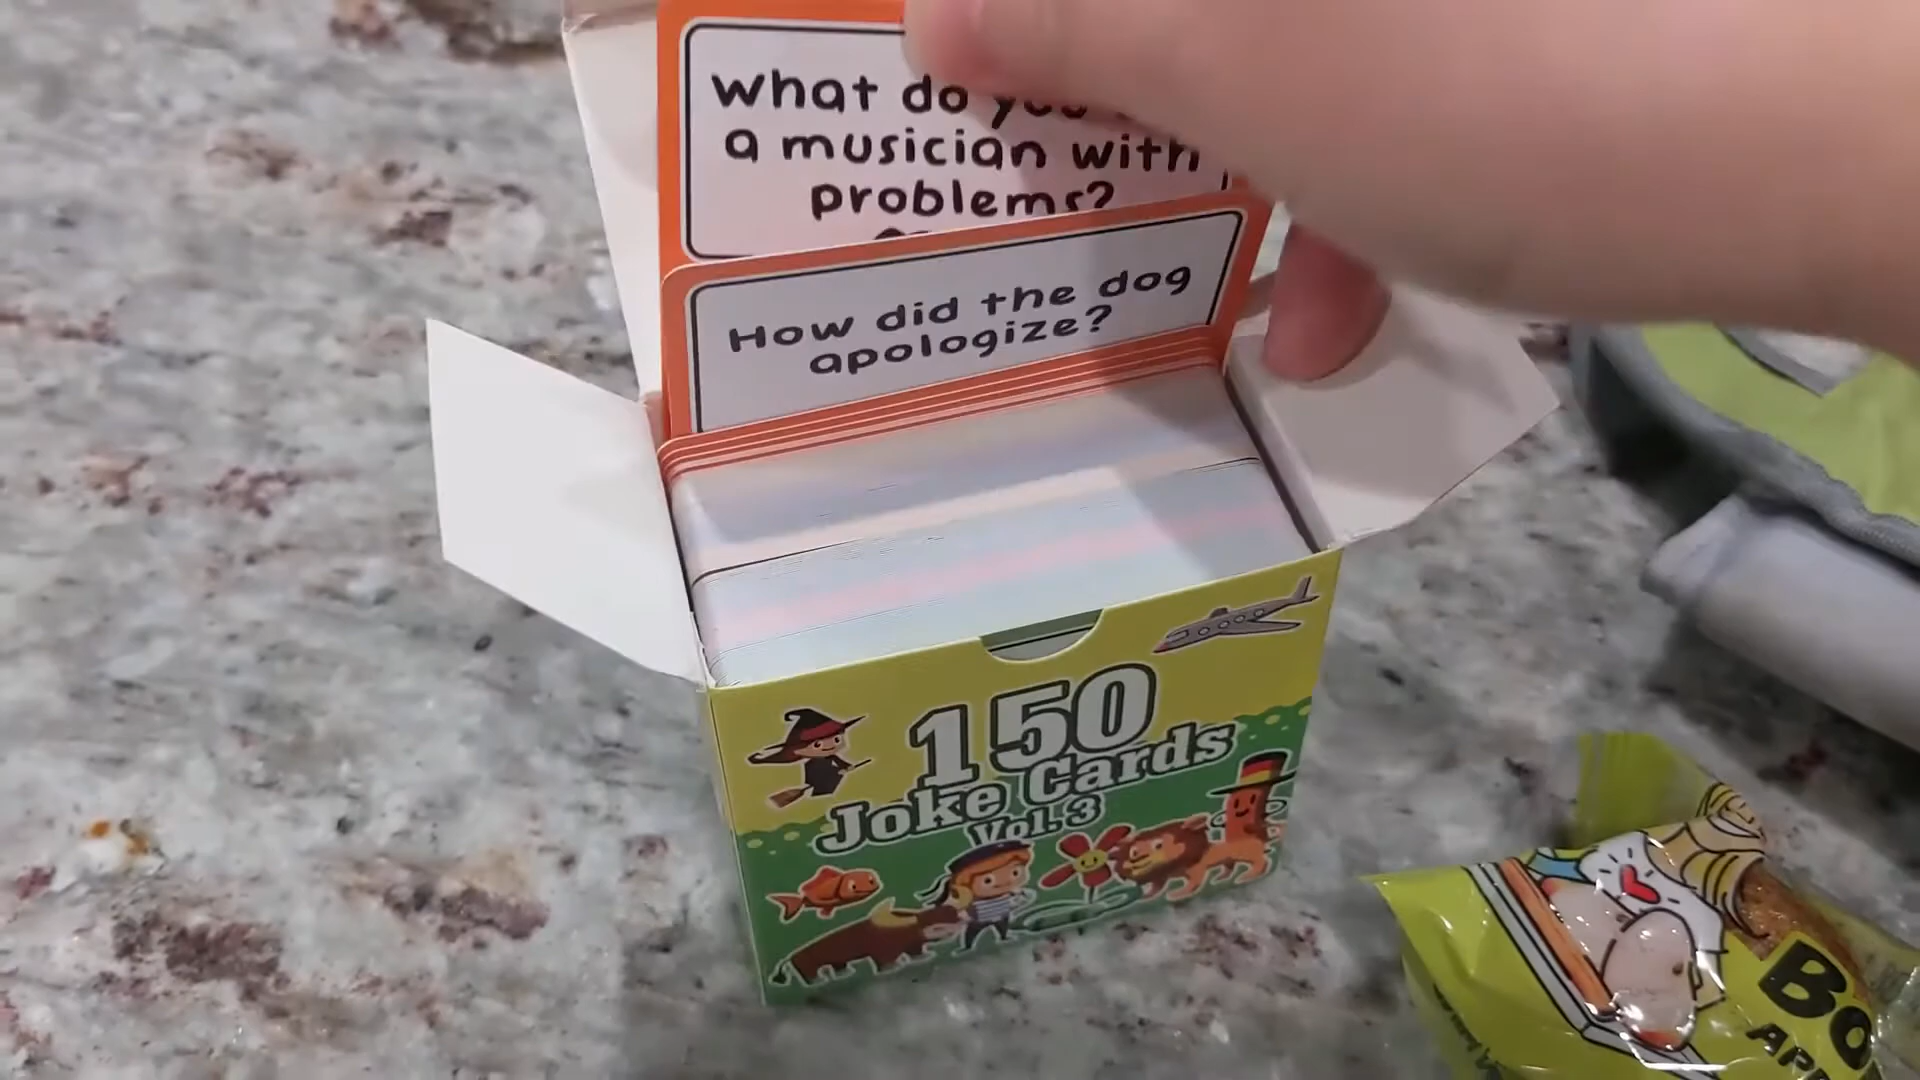 what do you
a musician with
problems?
How did the dog
apologize?
150
Joke Cards
Vol. 3